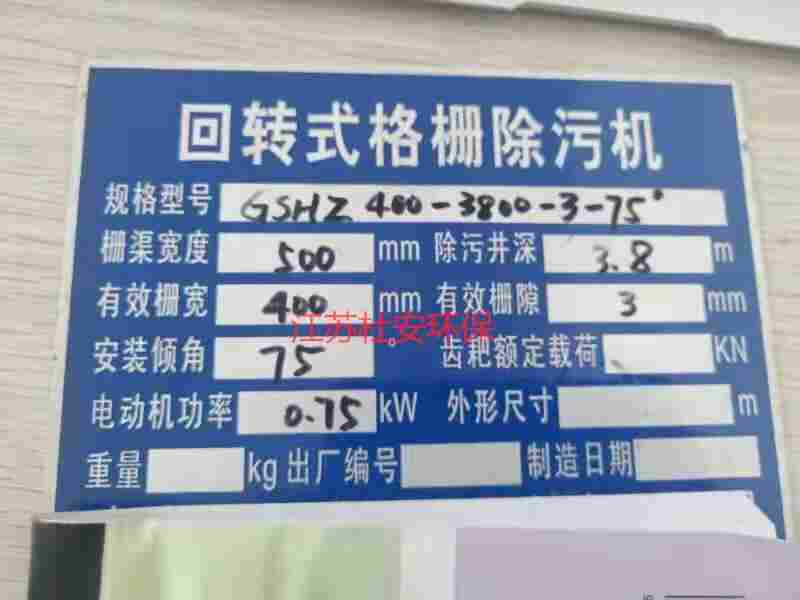 回转式格栅除污机
规格型号 GSHZ 400-3800-3-75°
栅渠宽度 500 mm 除污井深 3.8 m
有效栅宽 400 mm 有效栅隙 3 mm
江苏杜安环保
安装倾角 75 ° 齿耙额定载荷 KN
电动机功率 0.75 kW 外形尺寸 m
重量 kg 出厂编号 制造日期